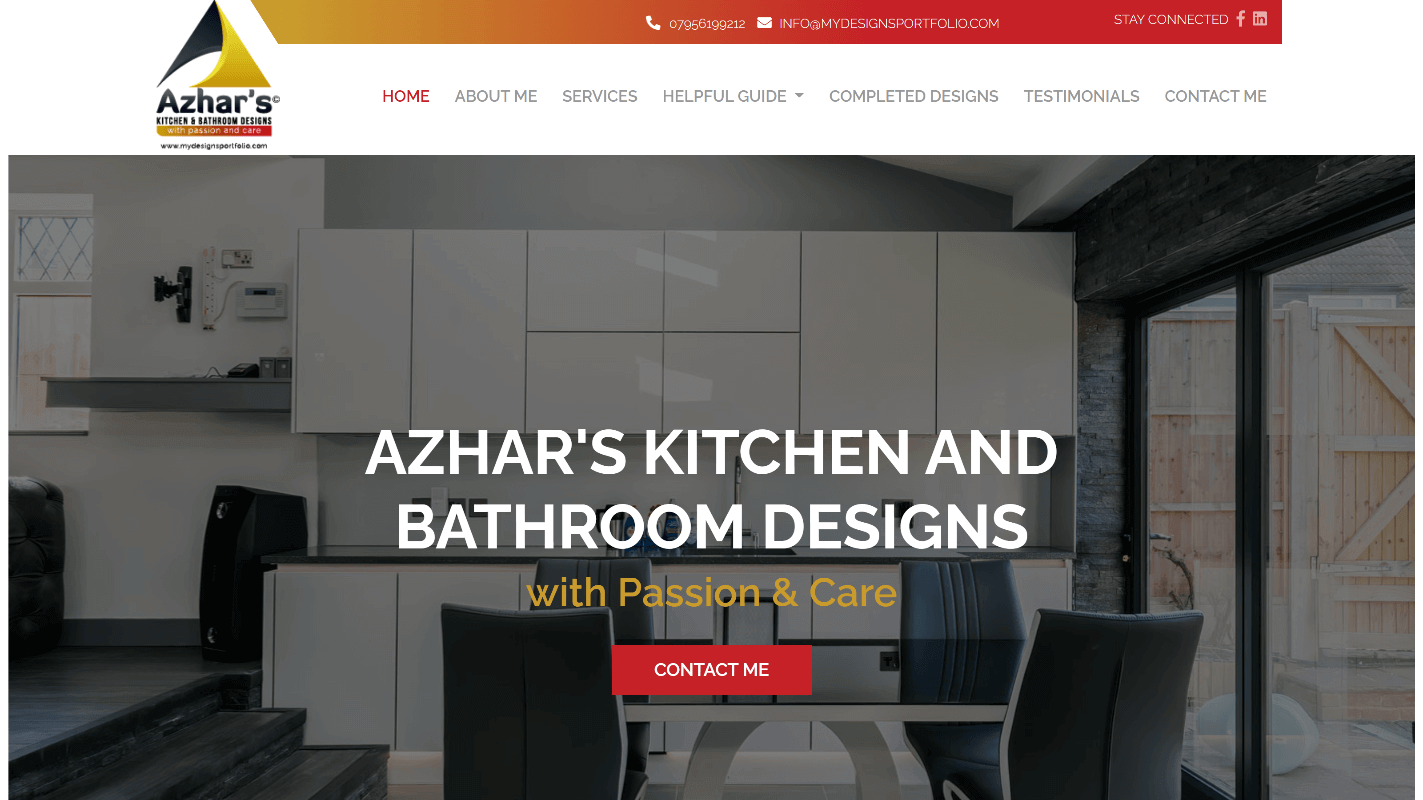 07956199212 INFO@MYDESIGNSPORTFOLIO.COM STAY CONNECTED
Azhar's©
KITCHEN & BATHROOM DESIGNS
with passion and care
www.mydesignsportfolio.com
HOME ABOUT ME SERVICES HELPFUL GUIDE COMPLETED DESIGNS TESTIMONIALS CONTACT ME
AZHAR'S KITCHEN AND
BATHROOM DESIGNS
with Passion & Care
CONTACT ME